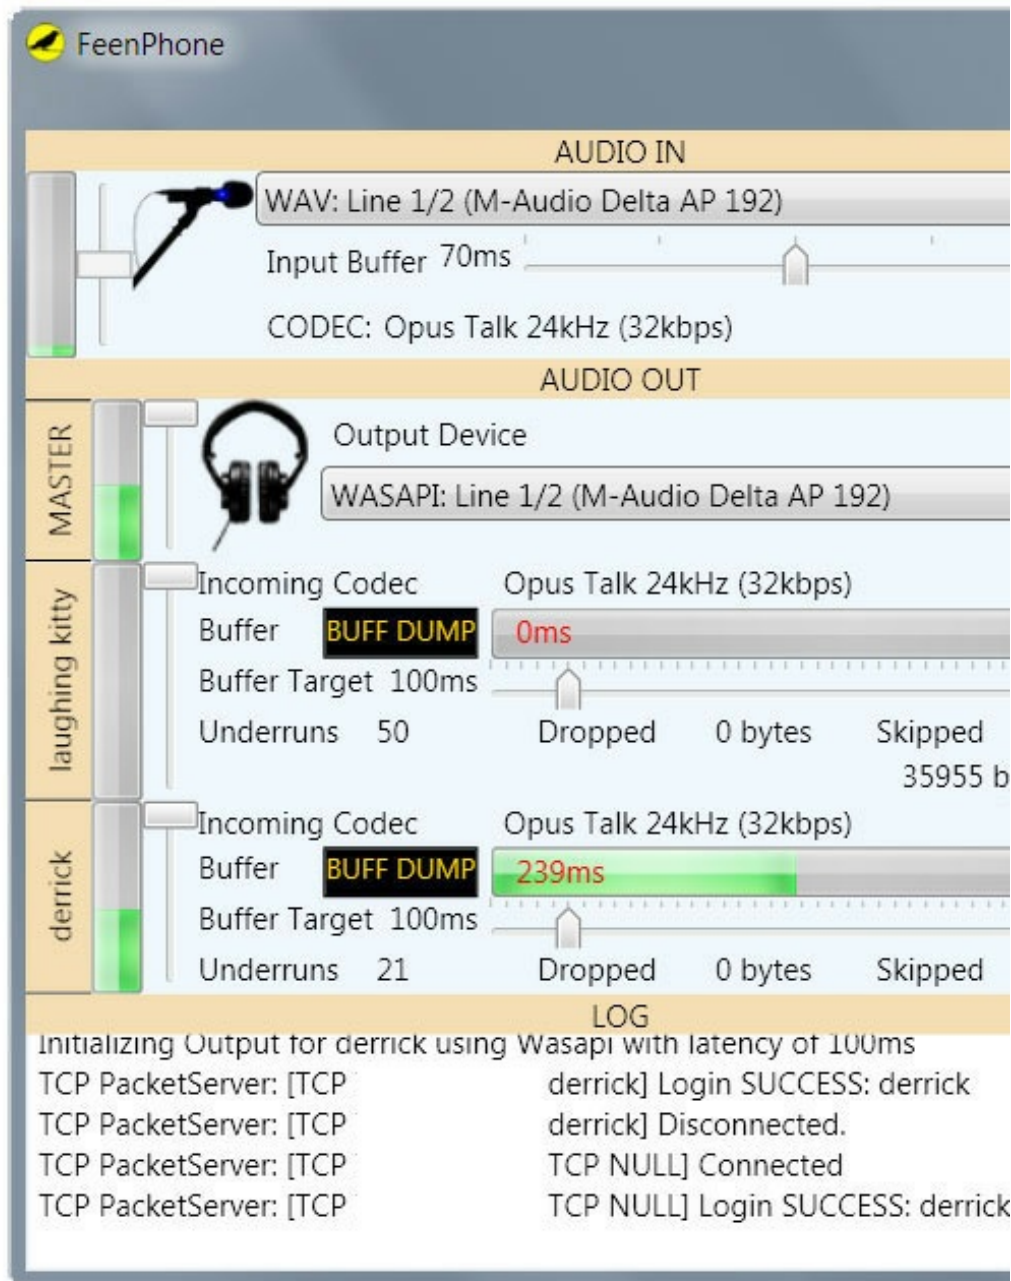 FeenPhone
AUDIO IN
WAV: Line 1/2 (M-Audio Delta AP 192)
Input Buffer 70ms
CODEC: Opus Talk 24kHz (32kbps)
AUDIO OUT
MASTER
Output Device
WASAPI: Line 1/2 (M-Audio Delta AP 192)
laughing kitty
Incoming Codec Opus Talk 24kHz (32kbps)
Buffer BUFF DUMP 0ms
Buffer Target 100ms
Underruns 50 Dropped 0 bytes Skipped
35955 b
derrick
Incoming Codec Opus Talk 24kHz (32kbps)
Buffer BUFF DUMP 239ms
Buffer Target 100ms
Underruns 21 Dropped 0 bytes Skipped
LOG
Initializing Output for derrick using Wasapi with latency of 100ms
TCP PacketServer: [TCP derrick] Login SUCCESS: derrick
TCP PacketServer: [TCP derrick] Disconnected.
TCP PacketServer: [TCP TCP NULL] Connected
TCP PacketServer: [TCP TCP NULL] Login SUCCESS: derrick